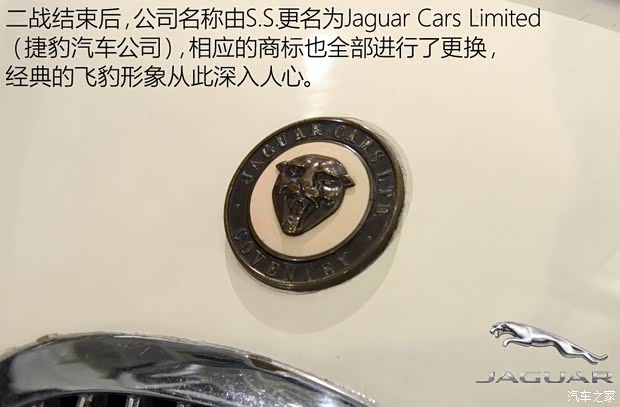 二战结束后，公司名称由S.S.更名为Jaguar Cars Limited
（捷豹汽车公司），相应的商标也全部进行了更换，
经典的飞豹形象从此深入人心。
JAGUAR CARS LTD
COVENTRY
JAGUAR
汽车之家